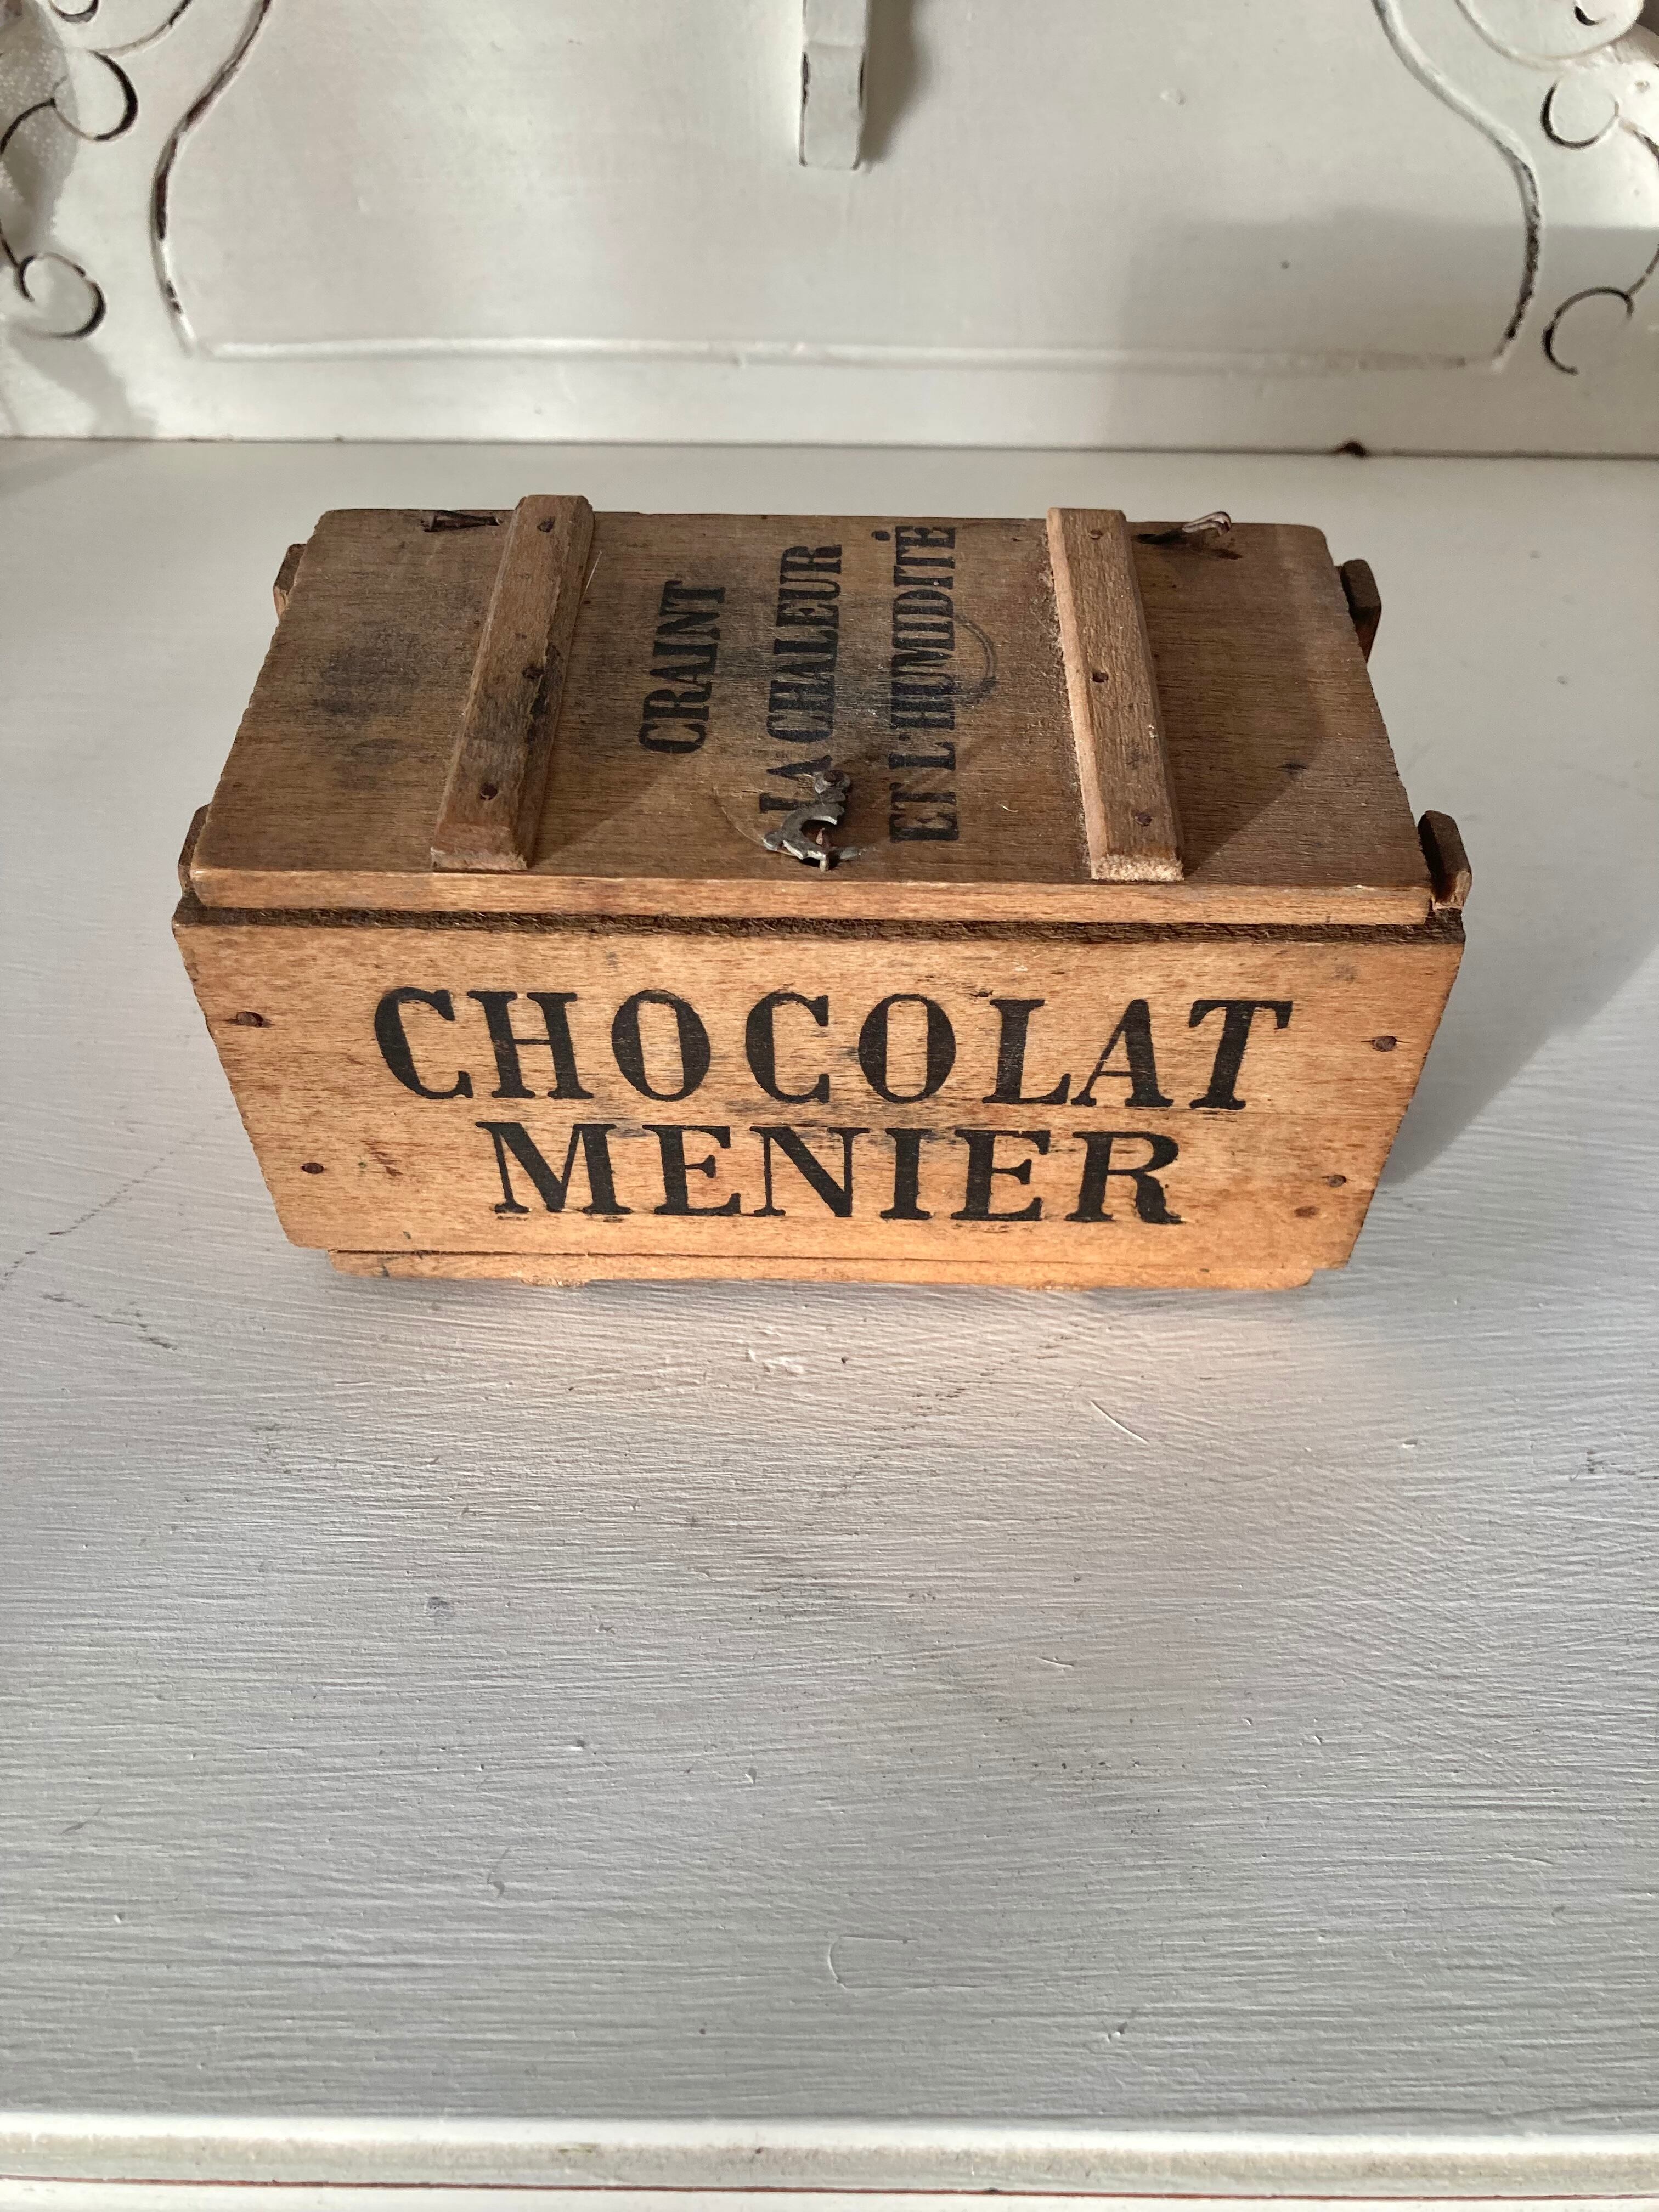 CRAINT
LA CHALEUR
ET L'HUMIDITÉ
CHOCOLAT
MENIER